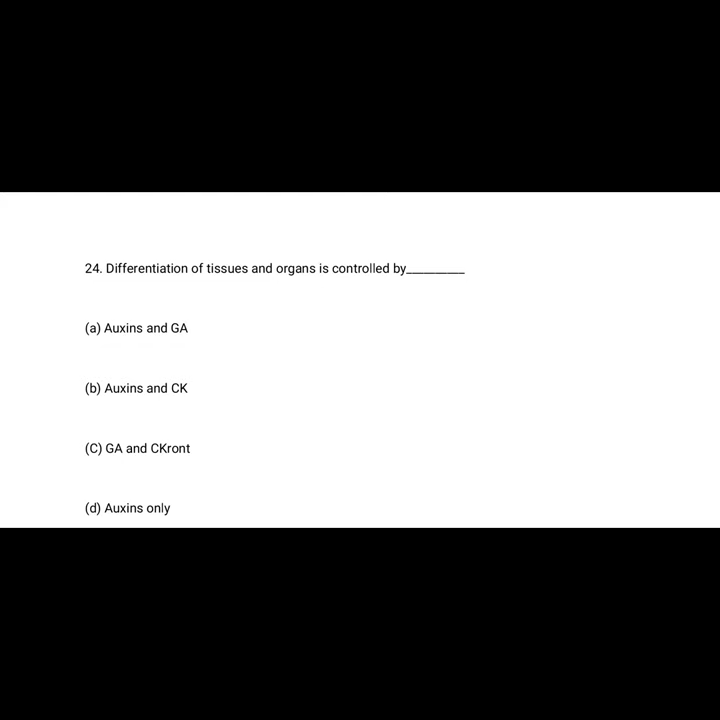 24. Differentiation of tissues and organs is controlled by__________
(a) Auxins and GA
(b) Auxins and CK
(C) GA and CKront
(d) Auxins only